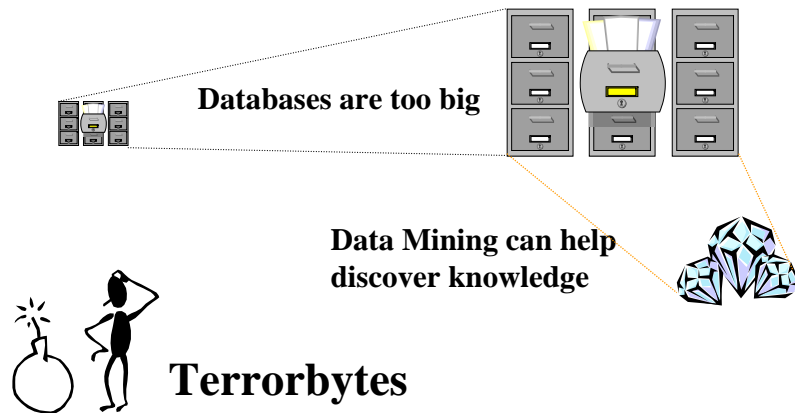 Databases are too big
Data Mining can help
discover knowledge
Terrorbytes